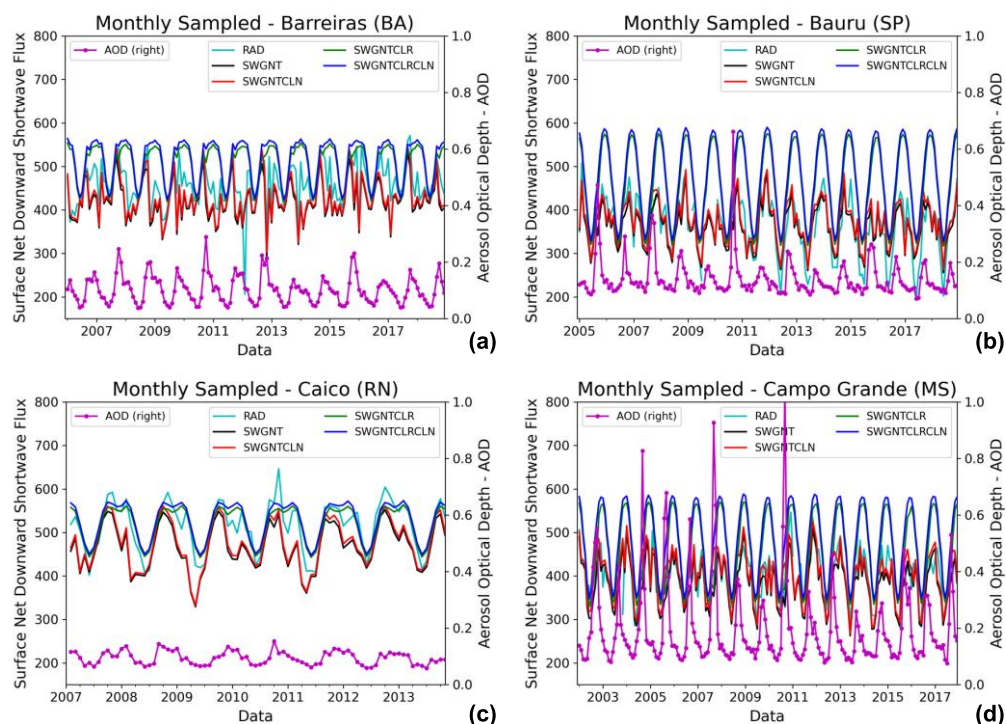 Monthly Sampled - Barreiras (BA)
Surface Net Downward Shortwave Flux
800
700
600
500
400
300
200
AOD (right)
RAD
SWGNT
SWGNTCLN
SWGNTCLR
SWGNTCLRCLN
1.0
0.8
0.6
0.4
0.2
0.0
Aerosol Optical Depth - AOD
2007
2009
2011
2013
2015
2017
Data
(a)
Monthly Sampled - Bauru (SP)
Surface Net Downward Shortwave Flux
800
700
600
500
400
300
200
AOD (right)
RAD
SWGNT
SWGNTCLN
SWGNTCLR
SWGNTCLRCLN
1.0
0.8
0.6
0.4
0.2
0.0
Aerosol Optical Depth - AOD
2005
2007
2009
2011
2013
2015
2017
Data
(b)
Monthly Sampled - Caico (RN)
Surface Net Downward Shortwave Flux
800
700
600
500
400
300
200
AOD (right)
RAD
SWGNT
SWGNTCLN
SWGNTCLR
SWGNTCLRCLN
1.0
0.8
0.6
0.4
0.2
0.0
Aerosol Optical Depth - AOD
2007
2008
2009
2010
2011
2012
2013
Data
(c)
Monthly Sampled - Campo Grande (MS)
Surface Net Downward Shortwave Flux
800
700
600
500
400
300
200
AOD (right)
RAD
SWGNT
SWGNTCLN
SWGNTCLR
SWGNTCLRCLN
1.0
0.8
0.6
0.4
0.2
0.0
Aerosol Optical Depth - AOD
2003
2005
2007
2009
2011
2013
2015
2017
Data
(d)